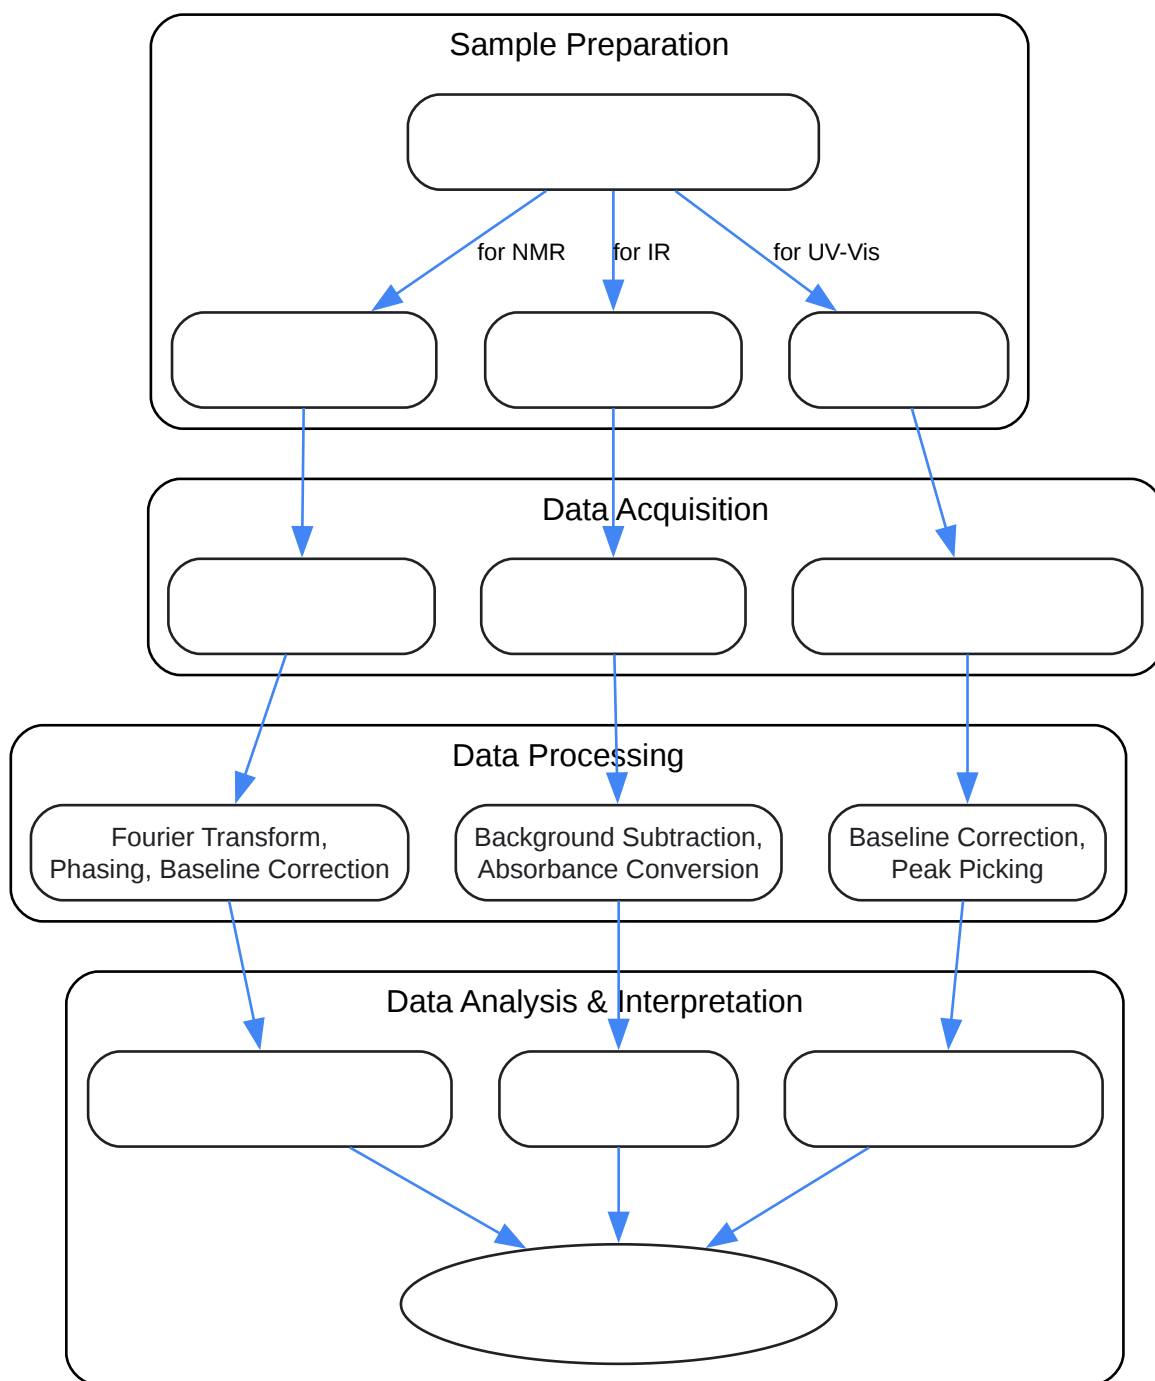 Sample Preparation
for NMR
for IR
for UV-Vis
Data Acquisition
Data Processing
Fourier Transform,
Phasing, Baseline Correction
Background Subtraction,
Absorbance Conversion
Baseline Correction,
Peak Picking
Data Analysis & Interpretation